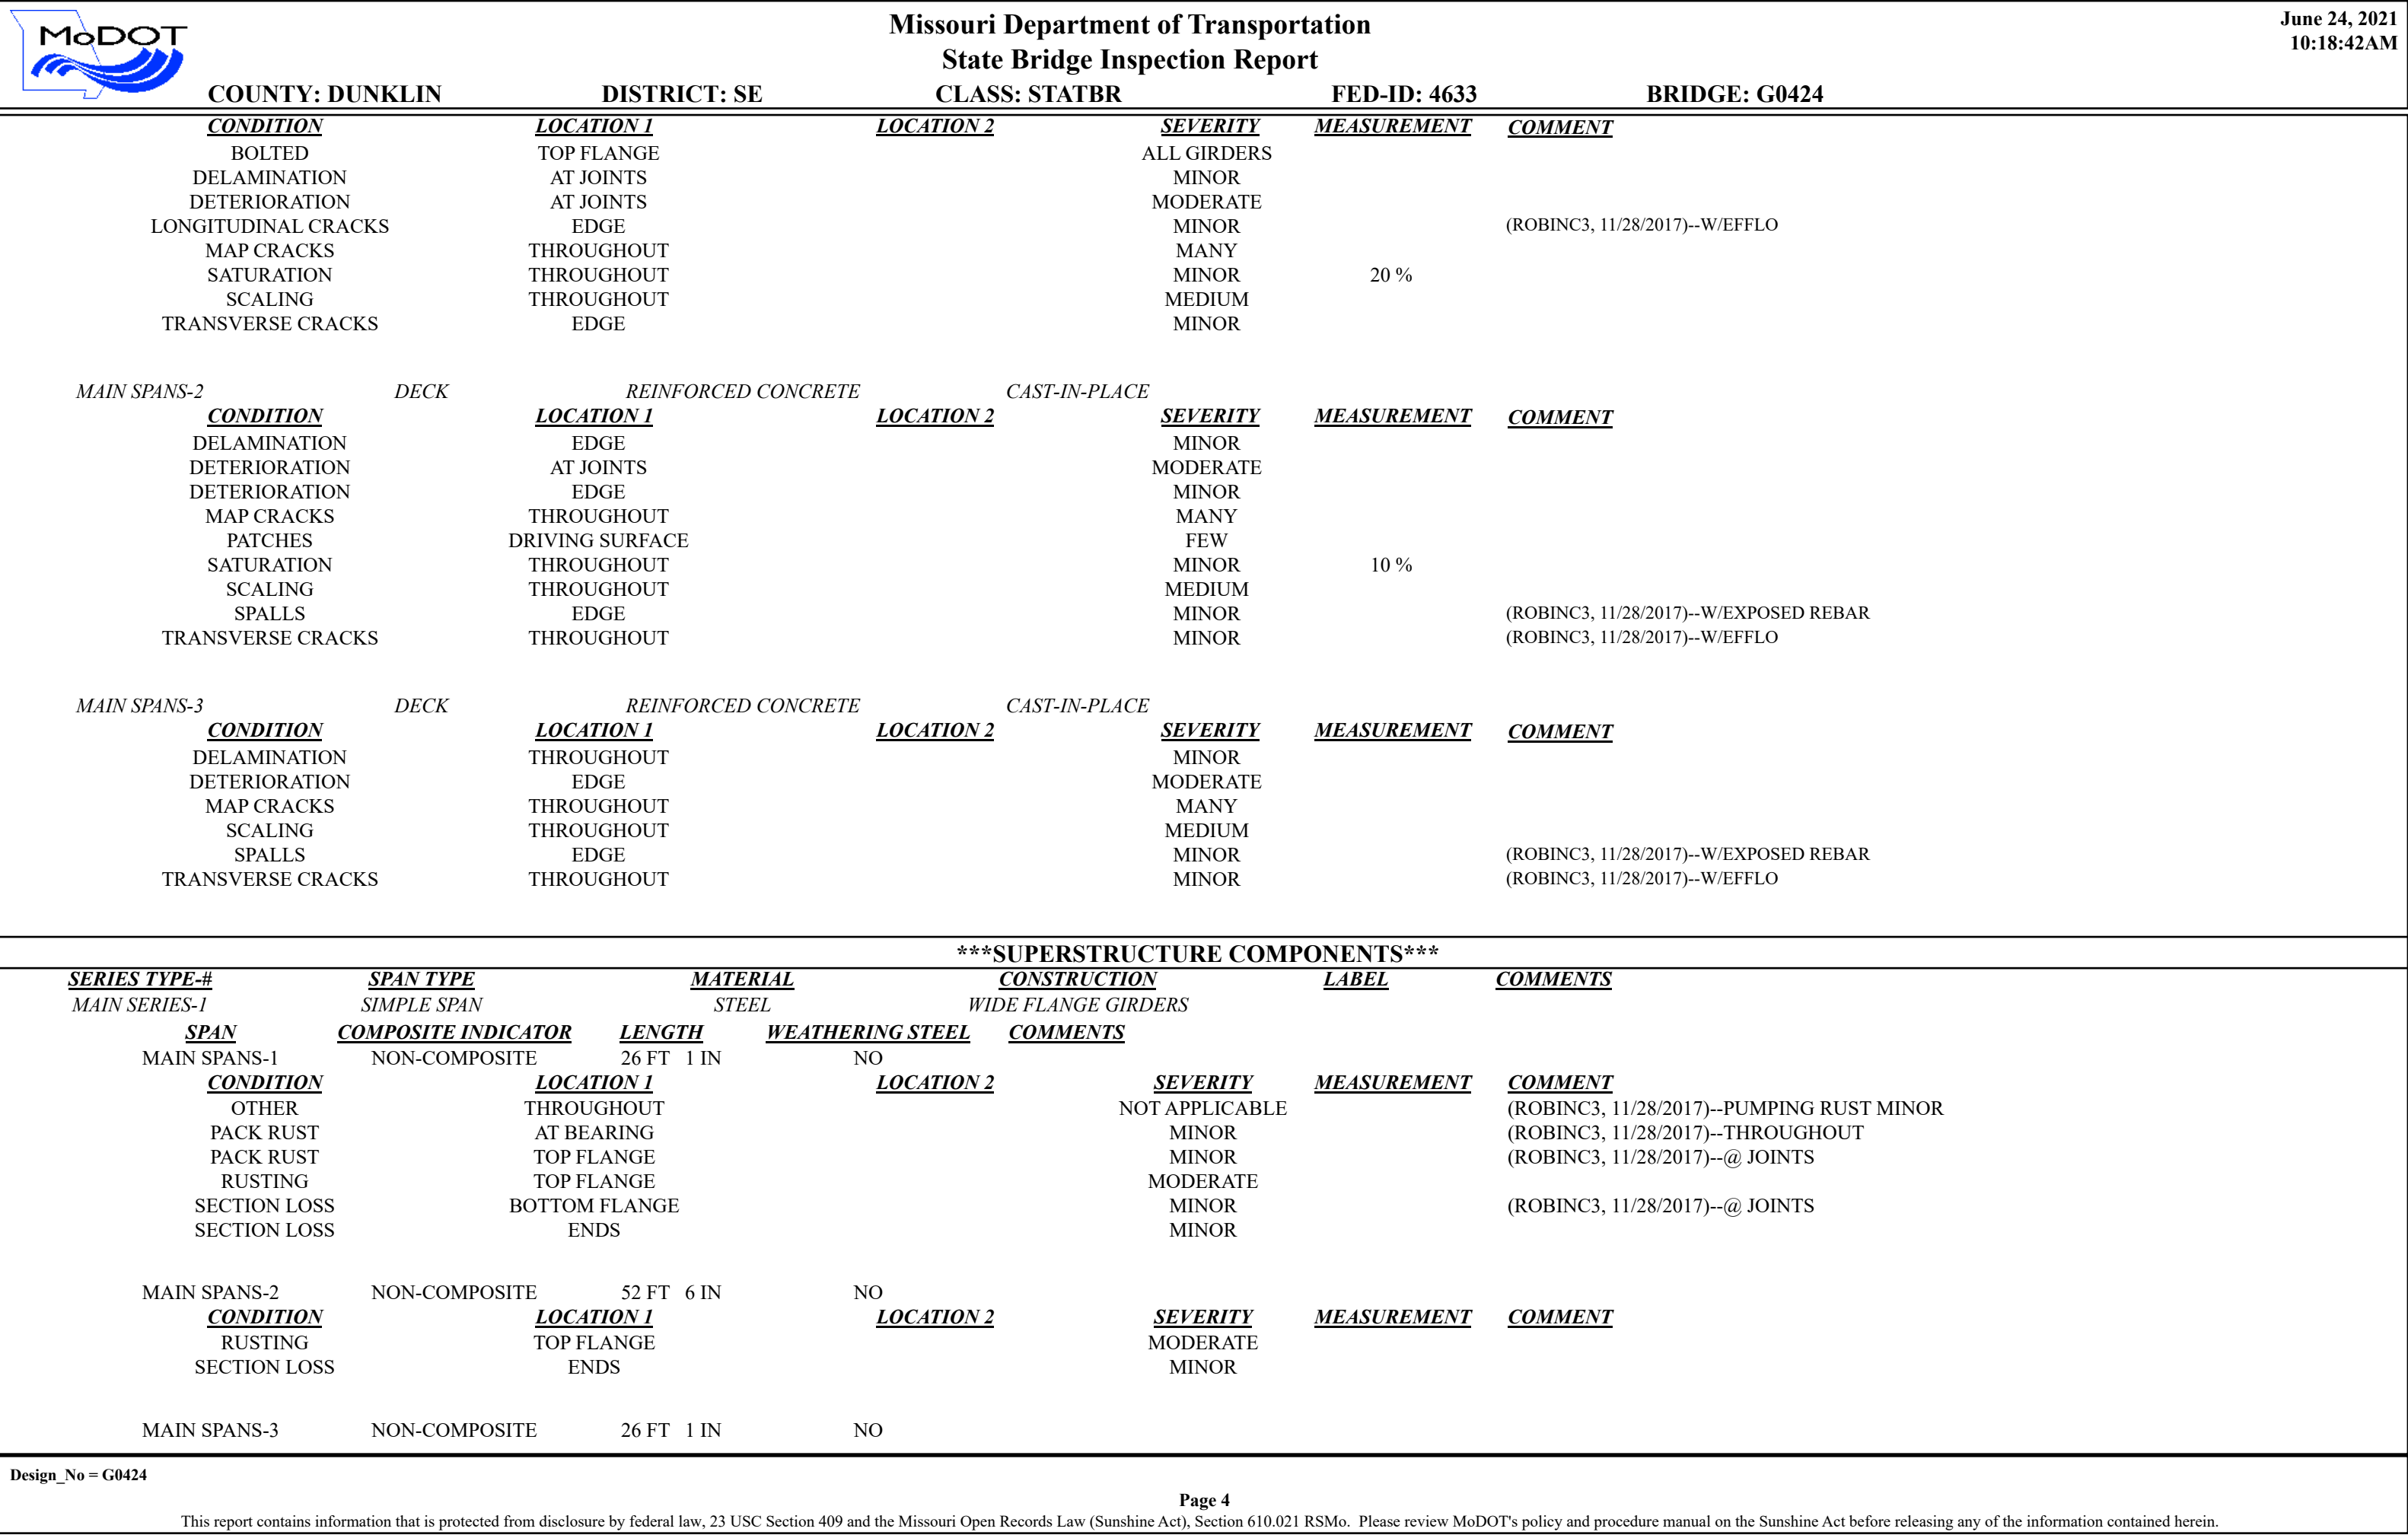 MoDOT
Missouri Department of Transportation
State Bridge Inspection Report
June 24, 2021
10:18:42AM
COUNTY: DUNKLIN DISTRICT: SE CLASS: STATBR FED-ID: 4633 BRIDGE: G0424
CONDITION LOCATION 1 LOCATION 2 SEVERITY MEASUREMENT COMMENT
BOLTED TOP FLANGE ALL GIRDERS
DELAMINATION AT JOINTS MINOR
DETERIORATION AT JOINTS MODERATE
LONGITUDINAL CRACKS EDGE MINOR (ROBINC3, 11/28/2017)--W/EFFLO
MAP CRACKS THROUGHOUT MANY
SATURATION THROUGHOUT MINOR 20 %
SCALING THROUGHOUT MEDIUM
TRANSVERSE CRACKS EDGE MINOR
MAIN SPANS-2 DECK REINFORCED CONCRETE CAST-IN-PLACE
CONDITION LOCATION 1 LOCATION 2 SEVERITY MEASUREMENT COMMENT
DELAMINATION EDGE MINOR
DETERIORATION AT JOINTS MODERATE
DETERIORATION EDGE MINOR
MAP CRACKS THROUGHOUT MANY
PATCHES DRIVING SURFACE FEW
SATURATION THROUGHOUT MINOR 10 %
SCALING THROUGHOUT MEDIUM
SPALLS EDGE MINOR (ROBINC3, 11/28/2017)--W/EXPOSED REBAR
TRANSVERSE CRACKS THROUGHOUT MINOR (ROBINC3, 11/28/2017)--W/EFFLO
MAIN SPANS-3 DECK REINFORCED CONCRETE CAST-IN-PLACE
CONDITION LOCATION 1 LOCATION 2 SEVERITY MEASUREMENT COMMENT
DELAMINATION THROUGHOUT MINOR
DETERIORATION EDGE MODERATE
MAP CRACKS THROUGHOUT MANY
SCALING THROUGHOUT MEDIUM
SPALLS EDGE MINOR (ROBINC3, 11/28/2017)--W/EXPOSED REBAR
TRANSVERSE CRACKS THROUGHOUT MINOR (ROBINC3, 11/28/2017)--W/EFFLO
***SUPERSTRUCTURE COMPONENTS***
SERIES TYPE-# SPAN TYPE MATERIAL CONSTRUCTION LABEL COMMENTS
MAIN SERIES-1 SIMPLE SPAN STEEL WIDE FLANGE GIRDERS
SPAN COMPOSITE INDICATOR LENGTH WEATHERING STEEL COMMENTS
MAIN SPANS-1 NON-COMPOSITE 26 FT 1 IN NO
CONDITION LOCATION 1 LOCATION 2 SEVERITY MEASUREMENT COMMENT
OTHER THROUGHOUT NOT APPLICABLE (ROBINC3, 11/28/2017)--PUMPING RUST MINOR
PACK RUST AT BEARING MINOR (ROBINC3, 11/28/2017)--THROUGHOUT
PACK RUST TOP FLANGE MINOR (ROBINC3, 11/28/2017)--@ JOINTS
RUSTING TOP FLANGE MODERATE
SECTION LOSS BOTTOM FLANGE MINOR (ROBINC3, 11/28/2017)--@ JOINTS
SECTION LOSS ENDS MINOR
MAIN SPANS-2 NON-COMPOSITE 52 FT 6 IN NO
CONDITION LOCATION 1 LOCATION 2 SEVERITY MEASUREMENT COMMENT
RUSTING TOP FLANGE MODERATE
SECTION LOSS ENDS MINOR
MAIN SPANS-3 NON-COMPOSITE 26 FT 1 IN NO
Design_No = G0424
Page 4
This report contains information that is protected from disclosure by federal law, 23 USC Section 409 and the Missouri Open Records Law (Sunshine Act), Section 610.021 RSMo. Please review MoDOT's policy and procedure manual on the Sunshine Act before releasing any of the information contained herein.